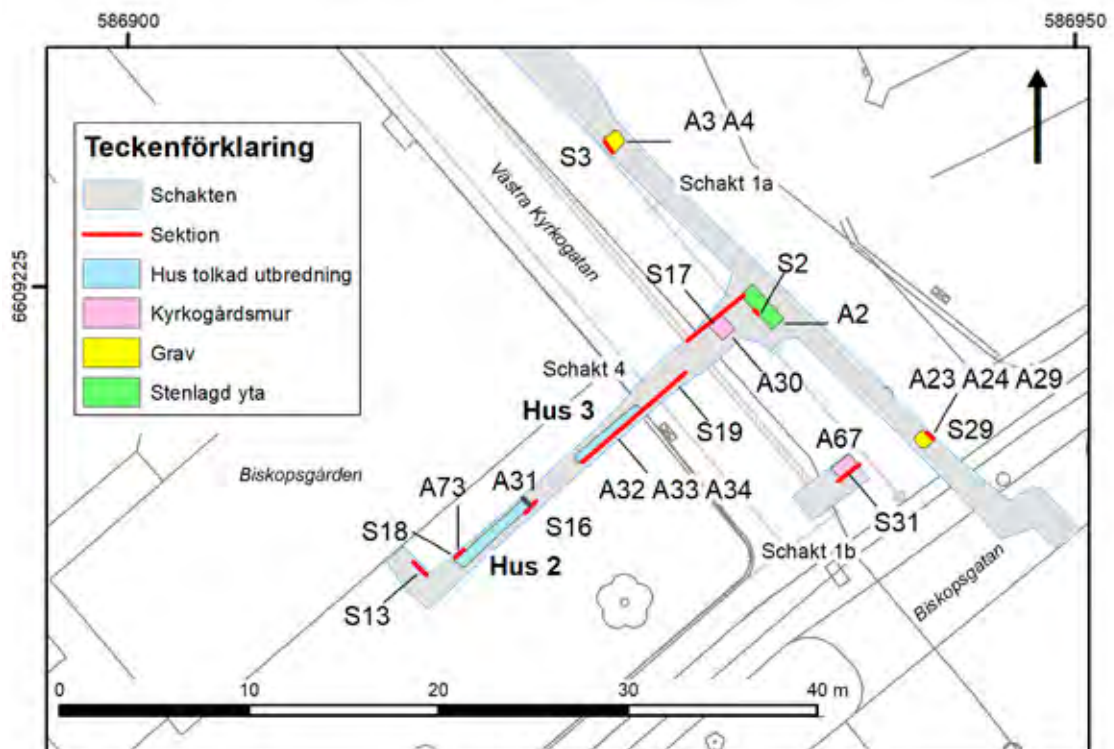 586900
586950
6609225
Teckenförklaring
Schakten
Sektion
Hus tolkad utbredning
Kyrkogårdsmur
Grav
Stenlagd yta
A3 A4
S3
Schakt 1a
Västra Kyrkogatan
S17
S2
A2
A30
Schakt 4
A23 A24 A29
Hus 3
S19
S29
A67
Biskopsgården
A73
A31
A32 A33 A34
S18
S16
S31
Hus 2
Schakt 1b
S13
Biskopsgatan
0
10
20
30
40 m